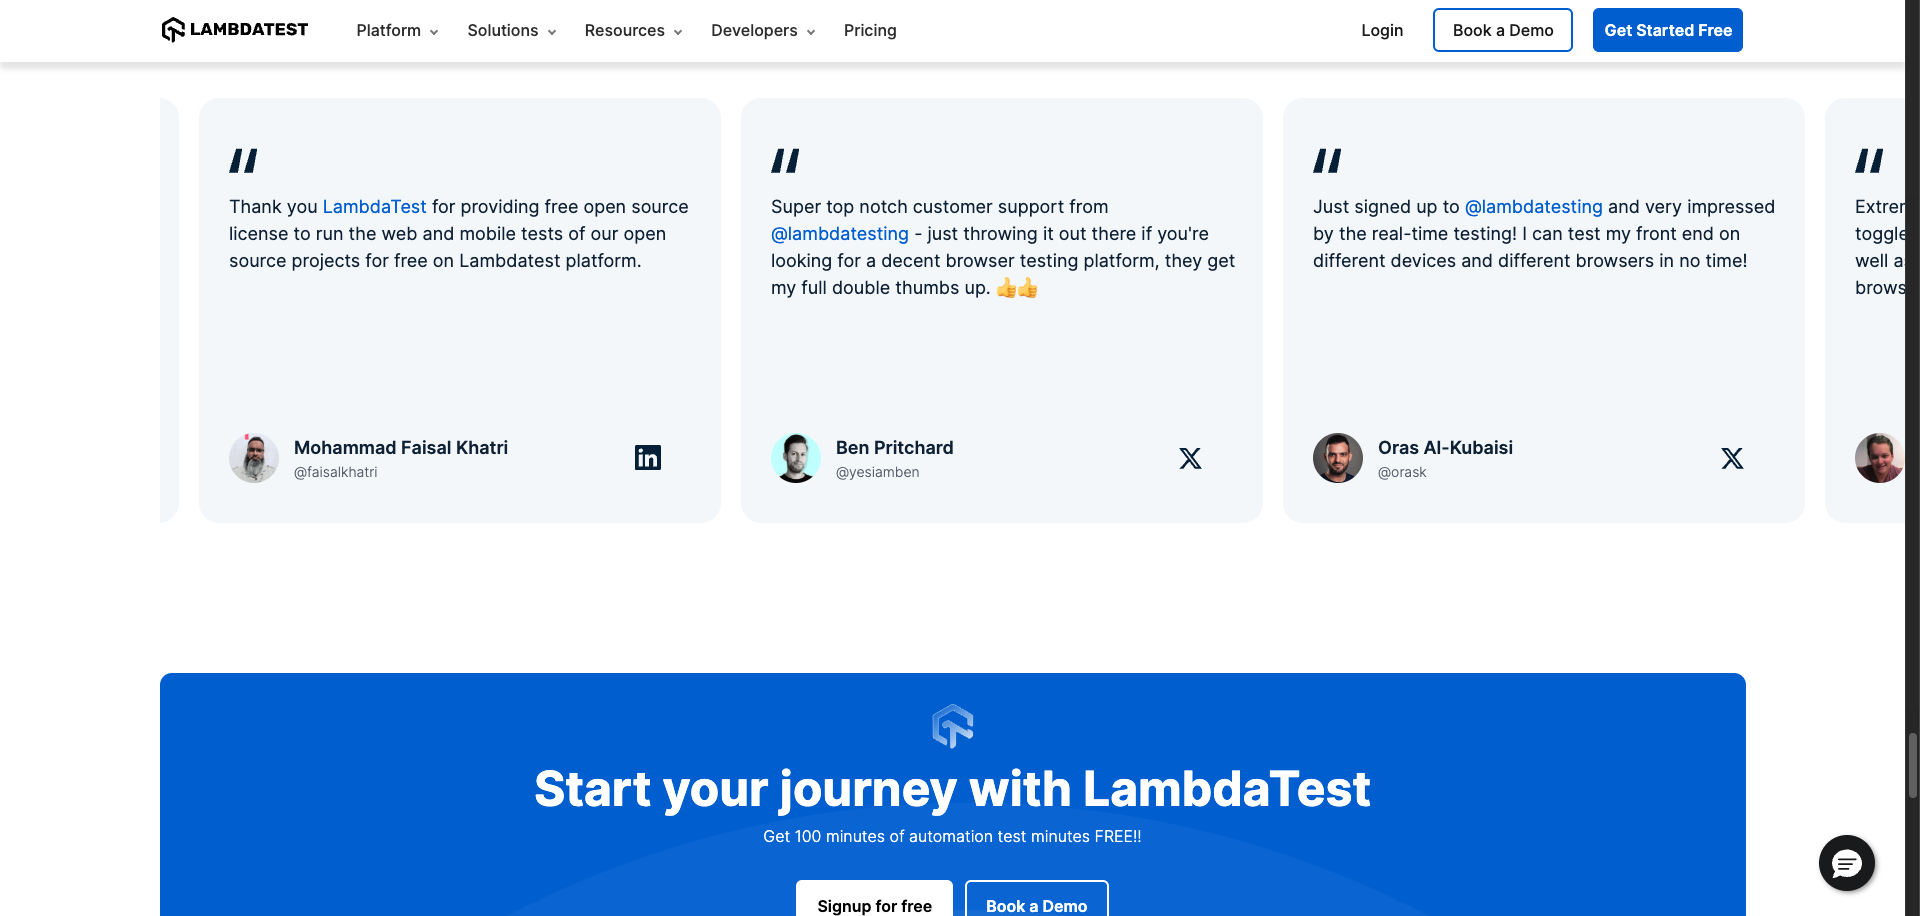 LAMBDATEST
Platform
Solutions
Resources
Developers
Pricing
Login
Book a Demo
Get Started Free
Thank you LambdaTest for providing free open source
license to run the web and mobile tests of our open
source projects for free on Lambdatest platform.
Mohammad Faisal Khatri
@faisalkhatri
Super top notch customer support from
@lambdatesting - just throwing it out there if you're
looking for a decent browser testing platform, they get
my full double thumbs up. 👍👍
Ben Pritchard
@yesiamben
Just signed up to @lambdatesting and very impressed
by the real-time testing! I can test my front end on
different devices and different browsers in no time!
Oras Al-Kubaisi
@orask
toggle
well
Start your journey with LambdaTest
Get 100 minutes of automation test minutes FREE!!
Signup for free
Book a Demo